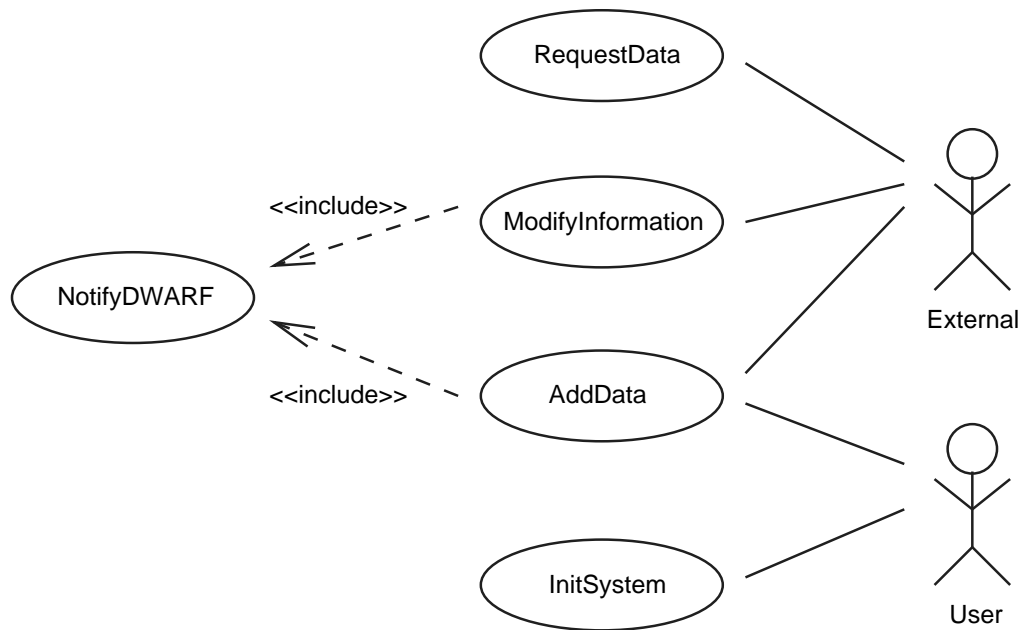 RequestData
<<include>>
ModifyInformation
NotifyDWARF
External
<<include>>
AddData
InitSystem
User